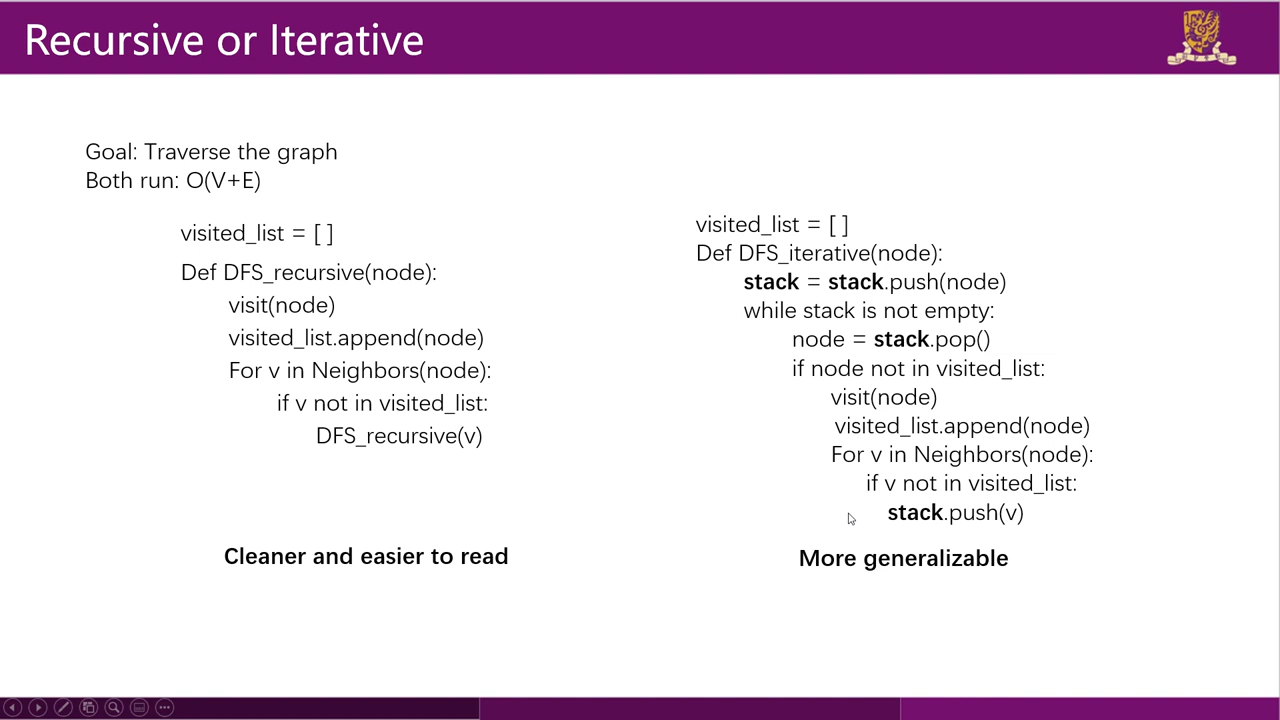 Recursive or Iterative
Goal: Traverse the graph
Both run: O(V+E)
visited_list = [ ]
Def DFS_recursive(node):
visit(node)
visited_list.append(node)
For v in Neighbors(node):
if v not in visited_list:
DFS_recursive(v)
Cleaner and easier to read
visited_list = [ ]
Def DFS_iterative(node):
stack = stack.push(node)
while stack is not empty:
node = stack.pop()
if node not in visited_list:
visit(node)
visited_list.append(node)
For v in Neighbors(node):
if v not in visited_list:
stack.push(v)
More generalizable